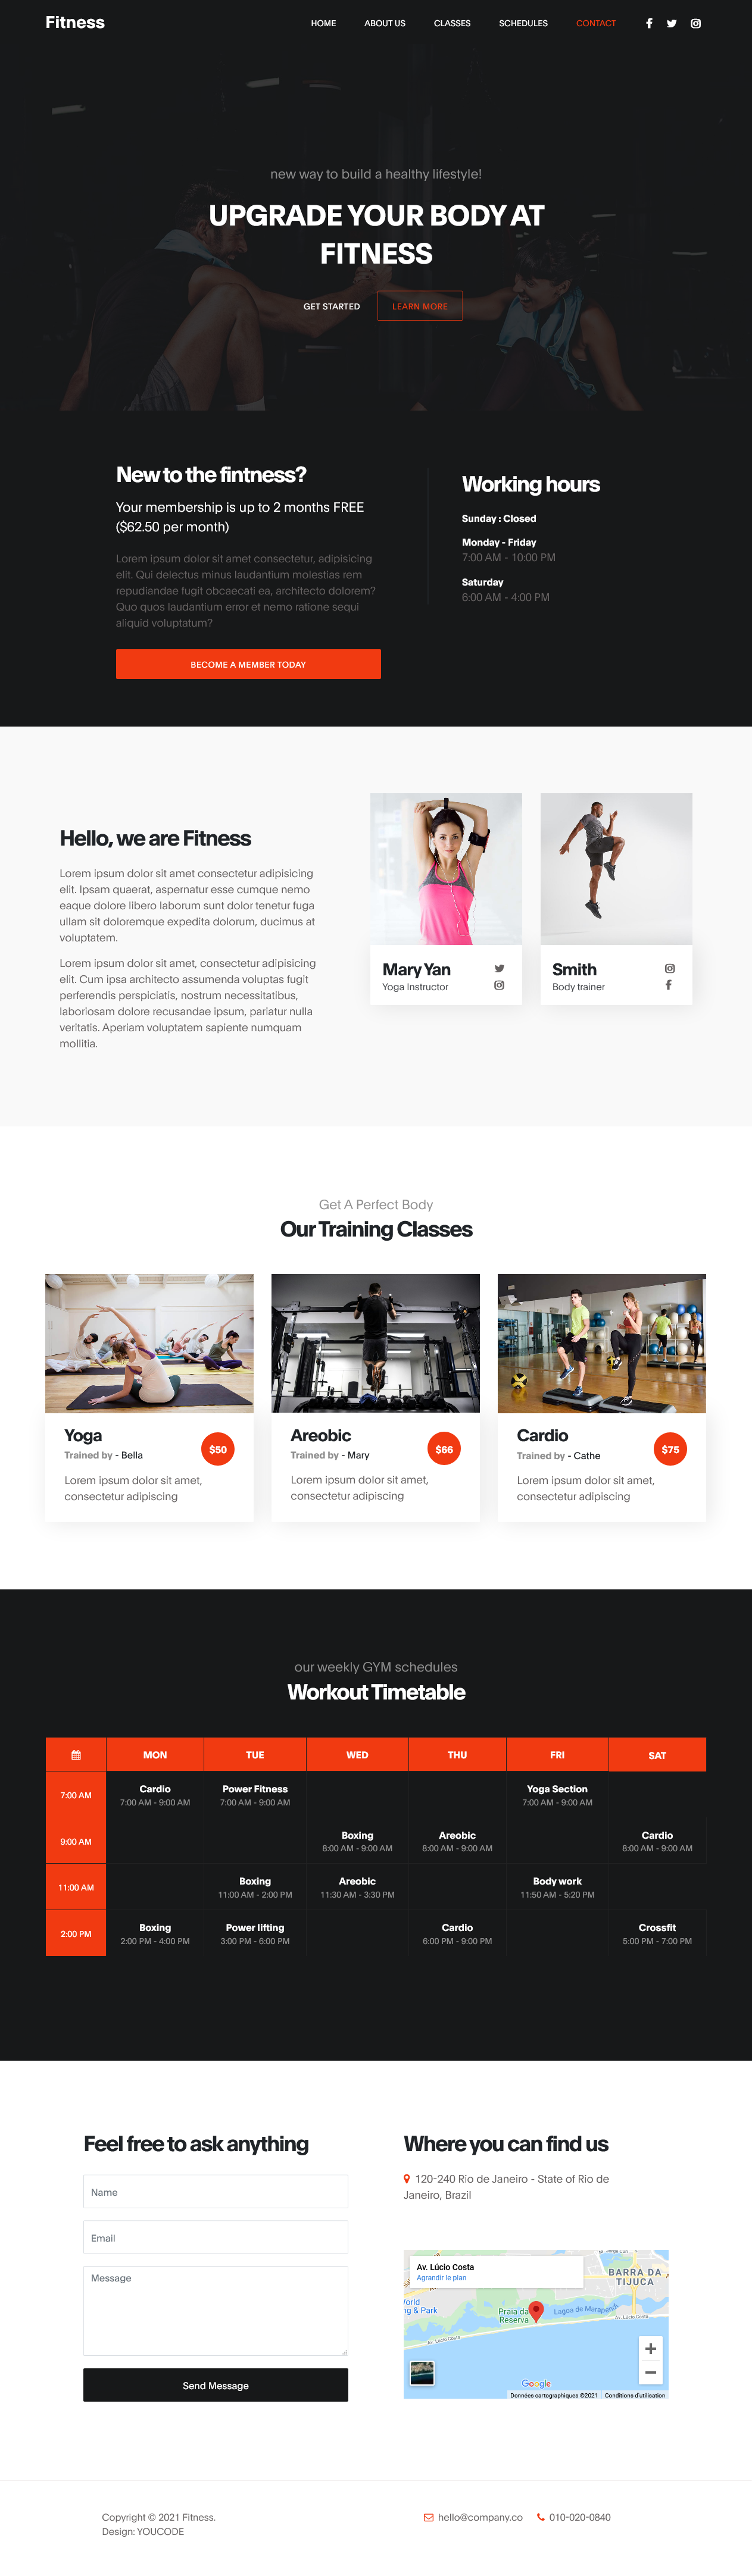 Fitness
HOME ABOUT US CLASSES SCHEDULES CONTACT
new way to build a healthy lifestyle!
UPGRADE YOUR BODY AT
FITNESS
GET STARTED LEARN MORE
New to the fintness?
Your membership is up to 2 months FREE
($62.50 per month)
Lorem ipsum dolor sit amet consectetur, adipisicing
elit. Qui delectus minus laudantium molestias rem
repudiandae fugit obcaecati ea, architecto dolorem?
Quo quos laudantium error et nemo ratione sequi
aliquid voluptatum?
BECOME A MEMBER TODAY
Working hours
Sunday : Closed
Monday - Friday
7:00 AM - 10:00 PM
Saturday
6:00 AM - 4:00 PM
Hello, we are Fitness
Lorem ipsum dolor sit amet consectetur adipisicing
elit. Ipsam quaerat, aspernatur esse cumque nemo
eaque dolore libero laborum sunt dolor tenetur fuga
ullam sit doloremque expedita dolorum, ducimus at
voluptatem.
Lorem ipsum dolor sit amet, consectetur adipisicing
elit. Cum ipsa architecto assumenda voluptas fugit
perferendis perspiciatis, nostrum necessitatibus,
laboriosam dolore recusandae ipsum, pariatur nulla
veritatis. Aperiam voluptatem sapiente numquam
mollitia.
Mary Yan
Yoga Instructor
Smith
Body trainer
Get A Perfect Body
Our Training Classes
Yoga
Trained by - Bella
$50
Lorem ipsum dolor sit amet,
consectetur adipiscing
Areobic
Trained by - Mary
$66
Lorem ipsum dolor sit amet,
consectetur adipiscing
Cardio
Trained by - Cathe
$75
Lorem ipsum dolor sit amet,
consectetur adipiscing
our weekly GYM schedules
Workout Timetable
MON TUE WED THU FRI SAT
7:00 AM
Cardio
7:00 AM - 9:00 AM
Power Fitness
7:00 AM - 9:00 AM
Yoga Section
7:00 AM - 9:00 AM
9:00 AM
Boxing
8:00 AM - 9:00 AM
Areobic
8:00 AM - 9:00 AM
Cardio
8:00 AM - 9:00 AM
11:00 AM
Boxing
11:00 AM - 2:00 PM
Areobic
11:30 AM - 3:30 PM
Body work
11:50 AM - 5:20 PM
2:00 PM
Boxing
2:00 PM - 4:00 PM
Power lifting
3:00 PM - 6:00 PM
Cardio
6:00 PM - 9:00 PM
Crossfit
5:00 PM - 7:00 PM
Feel free to ask anything
Name
Email
Message
Send Message
Where you can find us
120-240 Rio de Janeiro - State of Rio de
Janeiro, Brazil
Av. Lúcio Costa
Agrandir le plan
BARRA DA
TIJUCA
ng & Park
Praia da
Reserva
Lagoa de Marapendi
Av. Lúcio Costa
Av. Lúcio Costa
Google
Données cartographiques ©2021 Conditions d'utilisation
Copyright © 2021 Fitness.
Design: YOUCODE
hello@company.co 010-020-0840